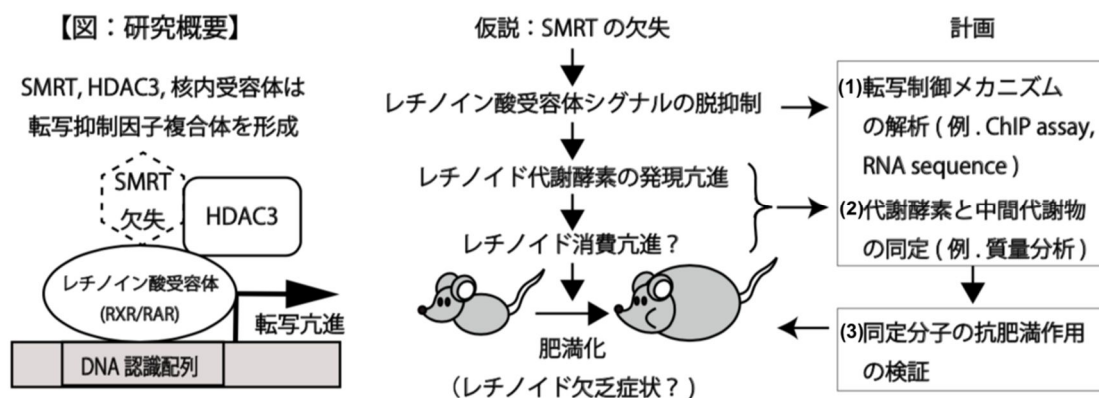 【図：研究概要】
SMRT, HDAC3, 核内受容体は
転写抑制因子複合体を形成
SMRT
欠失
HDAC3
レチノイン酸受容体
(RXR/RAR)
転写亢進
DNA 認識配列
仮説：SMRT の欠失
レチノイン酸受容体シグナルの脱抑制
レチノイド代謝酵素の発現亢進
レチノイド消費亢進？
肥満化
（レチノイド欠乏症状？）
計画
(1)転写制御メカニズム
の解析 ( 例 . ChIP assay,
RNA sequence )
(2)代謝酵素と中間代謝物
の同定 ( 例 . 質量分析 )
(3)同定分子の抗肥満作用
の検証